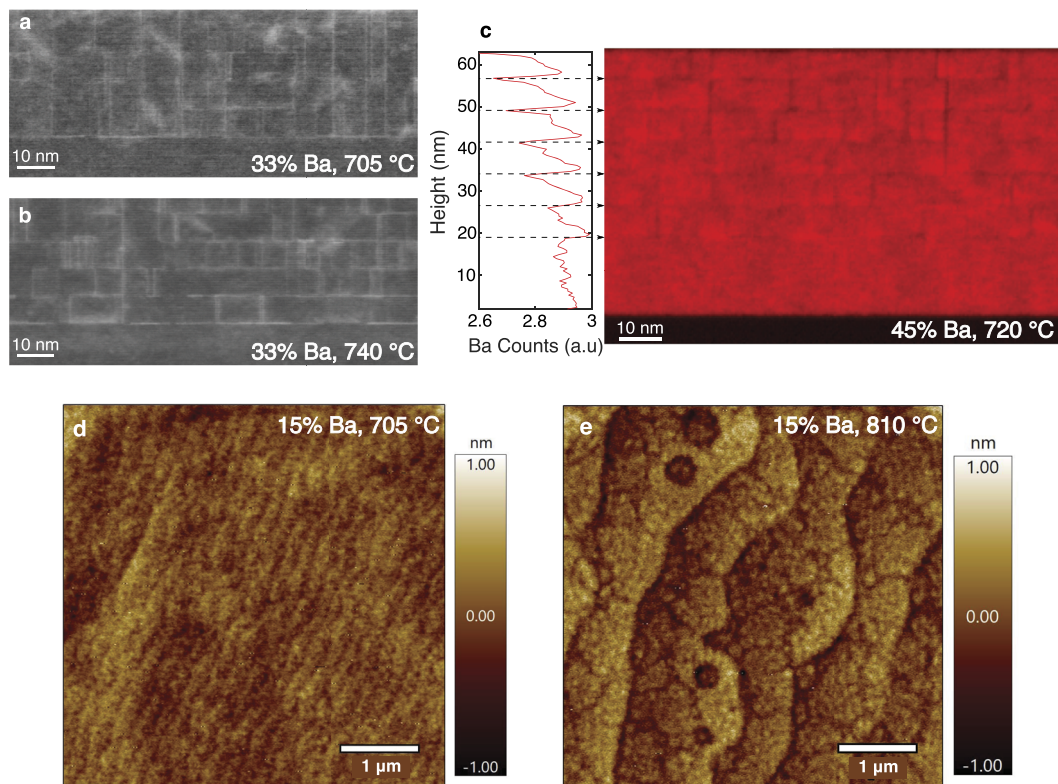 a
10 nm
33% Ba, 705 °C
b
10 nm
33% Ba, 740 °C
c
Height (nm)
60
50
40
30
20
10
2.6
2.8
3
Ba Counts (a.u)
10 nm
45% Ba, 720 °C
d
15% Ba, 705 °C
1 µm
nm
1.00
0.00
-1.00
e
15% Ba, 810 °C
1 µm
nm
1.00
0.00
-1.00